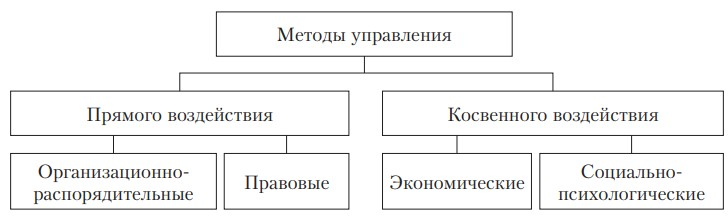 Методы управления
Прямого воздействия
Косвенного воздействия
Организационно-
распорядительные
Правовые
Экономические
Социально-
психологические